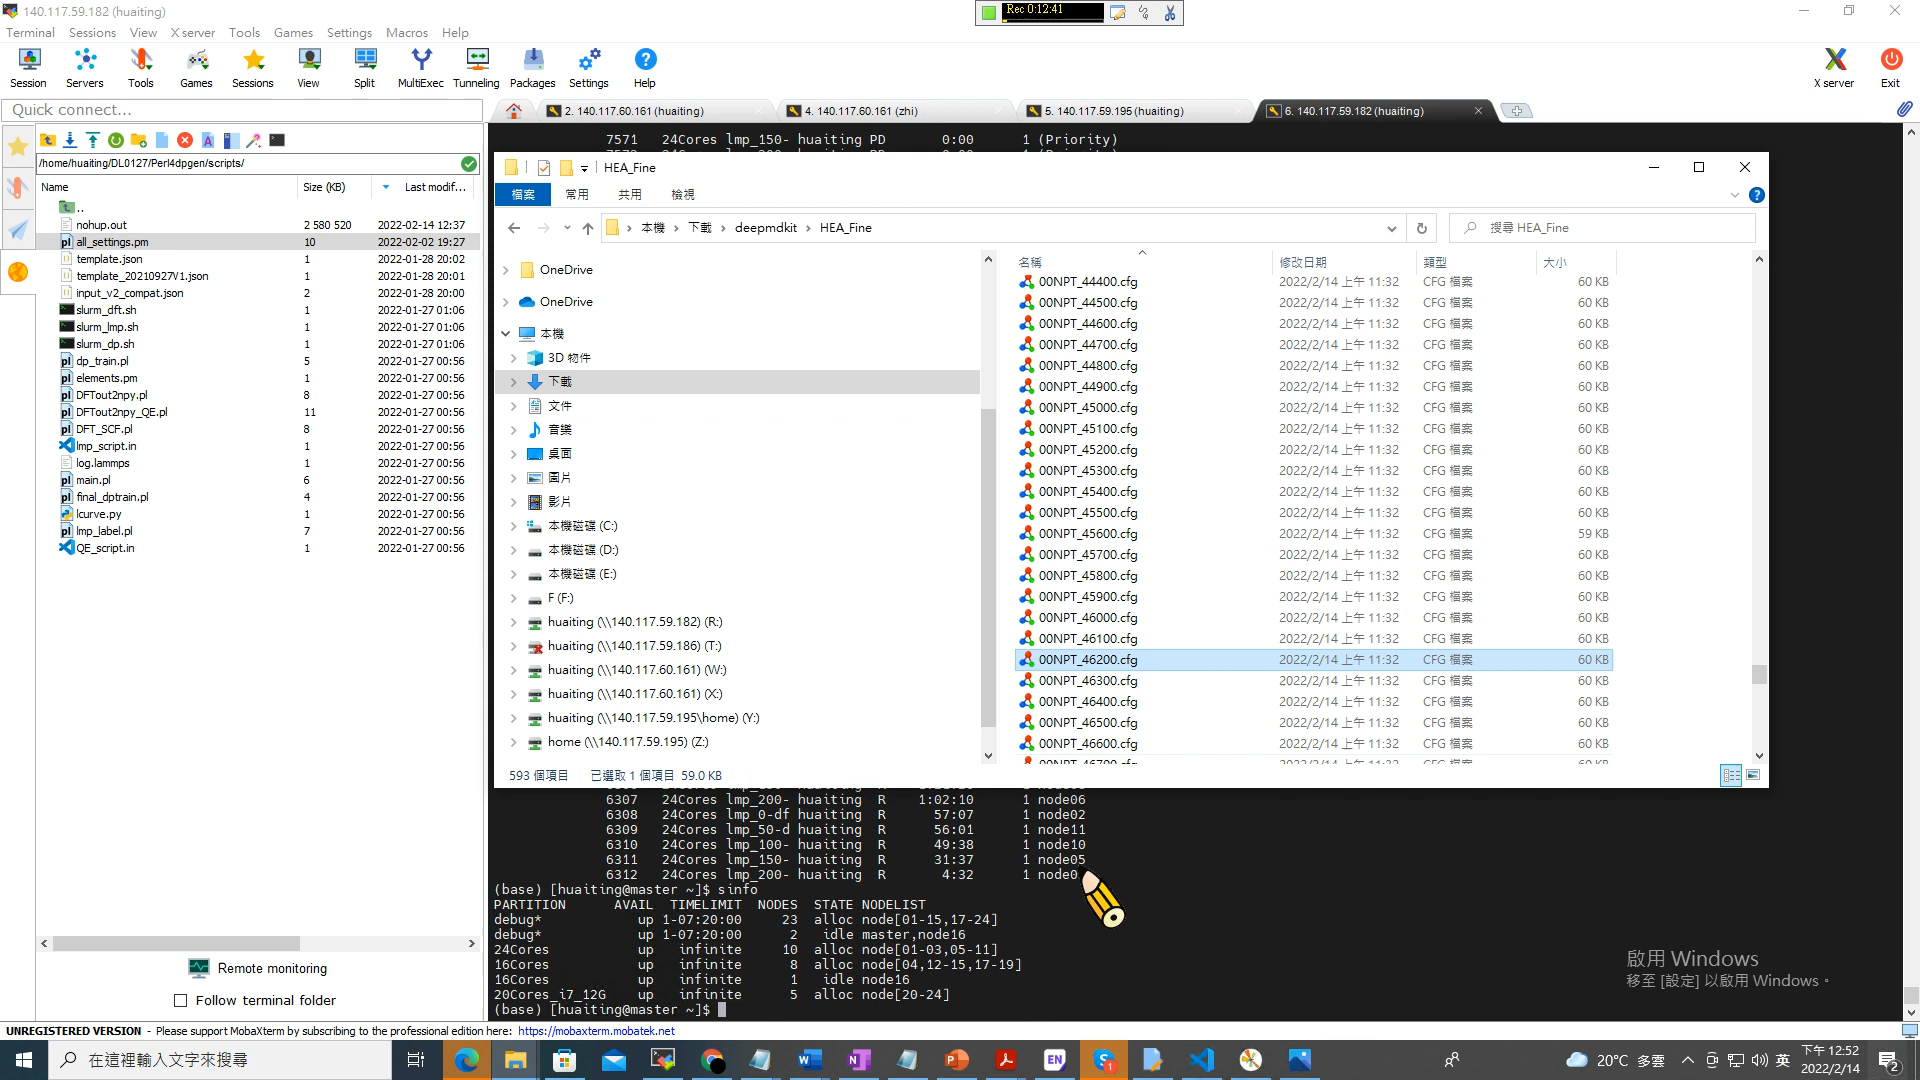 140.117.59.182 (huaiting)
Rec 0:12:41
Terminal Sessions View X server Tools Games Settings Macros Help
Session Servers Tools Games Sessions View Split MultiExec Tunneling Packages Settings Help X server Exit
Quick connect...
2. 140.117.60.161 (huaiting)
4. 140.117.60.161 (zhi)
5. 140.117.59.195 (huaiting)
6. 140.117.59.182 (huaiting)
/home/huaiting/DL0127/Perl4dpgen/scripts/
Name Size (KB) Last modif...
..
nohup.out 2 580 520 2022-02-14 12:37
all_settings.pm 10 2022-02-02 19:27
template.json 1 2022-01-28 20:02
template_20210927V1.json 1 2022-01-28 20:01
input_v2_compat.json 2 2022-01-28 20:00
slurm_dft.sh 1 2022-01-27 01:06
slurm_lmp.sh 1 2022-01-27 01:06
slurm_dp.sh 1 2022-01-27 01:06
dp_train.pl 5 2022-01-27 00:56
elements.pm 1 2022-01-27 00:56
DFTout2npy.pl 8 2022-01-27 00:56
DFTout2npy_QE.pl 11 2022-01-27 00:56
DFT_SCF.pl 8 2022-01-27 00:56
lmp_script.in 1 2022-01-27 00:56
log.lammps 1 2022-01-27 00:56
main.pl 6 2022-01-27 00:56
final_dptrain.pl 4 2022-01-27 00:56
lcurve.py 1 2022-01-27 00:56
lmp_label.pl 7 2022-01-27 00:56
QE_script.in 1 2022-01-27 00:56
Remote monitoring
Follow terminal folder
7571 24Cores lmp_150- huaiting PD 0:00 1 (Priority)
HEA_Fine
檔案 常用 共用 檢視
本機 › 下載 › deepmdkit › HEA_Fine
搜尋 HEA_Fine
OneDrive
OneDrive
本機
3D 物件
下載
文件
音樂
桌面
圖片
影片
本機磁碟 (C:)
本機磁碟 (D:)
本機磁碟 (E:)
F (F:)
huaiting (\\140.117.59.182) (R:)
huaiting (\\140.117.59.186) (T:)
huaiting (\\140.117.60.161) (W:)
huaiting (\\140.117.60.161) (X:)
huaiting (\\140.117.59.195\home) (Y:)
home (\\140.117.59.195) (Z:)
名稱 修改日期 類型 大小
00NPT_44400.cfg 2022/2/14 上午 11:32 CFG 檔案 60 KB
00NPT_44500.cfg 2022/2/14 上午 11:32 CFG 檔案 60 KB
00NPT_44600.cfg 2022/2/14 上午 11:32 CFG 檔案 60 KB
00NPT_44700.cfg 2022/2/14 上午 11:32 CFG 檔案 60 KB
00NPT_44800.cfg 2022/2/14 上午 11:32 CFG 檔案 60 KB
00NPT_44900.cfg 2022/2/14 上午 11:32 CFG 檔案 60 KB
00NPT_45000.cfg 2022/2/14 上午 11:32 CFG 檔案 60 KB
00NPT_45100.cfg 2022/2/14 上午 11:32 CFG 檔案 60 KB
00NPT_45200.cfg 2022/2/14 上午 11:32 CFG 檔案 60 KB
00NPT_45300.cfg 2022/2/14 上午 11:32 CFG 檔案 60 KB
00NPT_45400.cfg 2022/2/14 上午 11:32 CFG 檔案 60 KB
00NPT_45500.cfg 2022/2/14 上午 11:32 CFG 檔案 60 KB
00NPT_45600.cfg 2022/2/14 上午 11:32 CFG 檔案 59 KB
00NPT_45700.cfg 2022/2/14 上午 11:32 CFG 檔案 60 KB
00NPT_45800.cfg 2022/2/14 上午 11:32 CFG 檔案 60 KB
00NPT_45900.cfg 2022/2/14 上午 11:32 CFG 檔案 60 KB
00NPT_46000.cfg 2022/2/14 上午 11:32 CFG 檔案 60 KB
00NPT_46100.cfg 2022/2/14 上午 11:32 CFG 檔案 60 KB
00NPT_46200.cfg 2022/2/14 上午 11:32 CFG 檔案 60 KB
00NPT_46300.cfg 2022/2/14 上午 11:32 CFG 檔案 60 KB
00NPT_46400.cfg 2022/2/14 上午 11:32 CFG 檔案 60 KB
00NPT_46500.cfg 2022/2/14 上午 11:32 CFG 檔案 60 KB
00NPT_46600.cfg 2022/2/14 上午 11:32 CFG 檔案 60 KB
593 個項目 已選取 1 個項目 59.0 KB
6307 24Cores lmp_200- huaiting R 1:02:10 1 node06
6308 24Cores lmp_0-df huaiting R 57:07 1 node02
6309 24Cores lmp_50-d huaiting R 56:01 1 node11
6310 24Cores lmp_100- huaiting R 49:38 1 node10
6311 24Cores lmp_150- huaiting R 31:37 1 node05
6312 24Cores lmp_200- huaiting R 4:32 1 node0
(base) [huaiting@master ~]$ sinfo
PARTITION AVAIL TIMELIMIT NODES STATE NODELIST
debug* up 1-07:20:00 23 alloc node[01-15,17-24]
debug* up 1-07:20:00 2 idle master,node16
24Cores up infinite 10 alloc node[01-03,05-11]
16Cores up infinite 8 alloc node[04,12-15,17-19]
16Cores up infinite 1 idle node16
20Cores_i7_12G up infinite 5 alloc node[20-24]
(base) [huaiting@master ~]$
啟用 Windows
移至 [設定] 以啟用 Windows。
UNREGISTERED VERSION - Please support MobaXterm by subscribing to the professional edition here: https://mobaxterm.mobatek.net
在這裡輸入文字來搜尋
EN
20°C 多雲
英
下午 12:52
2022/2/14
2